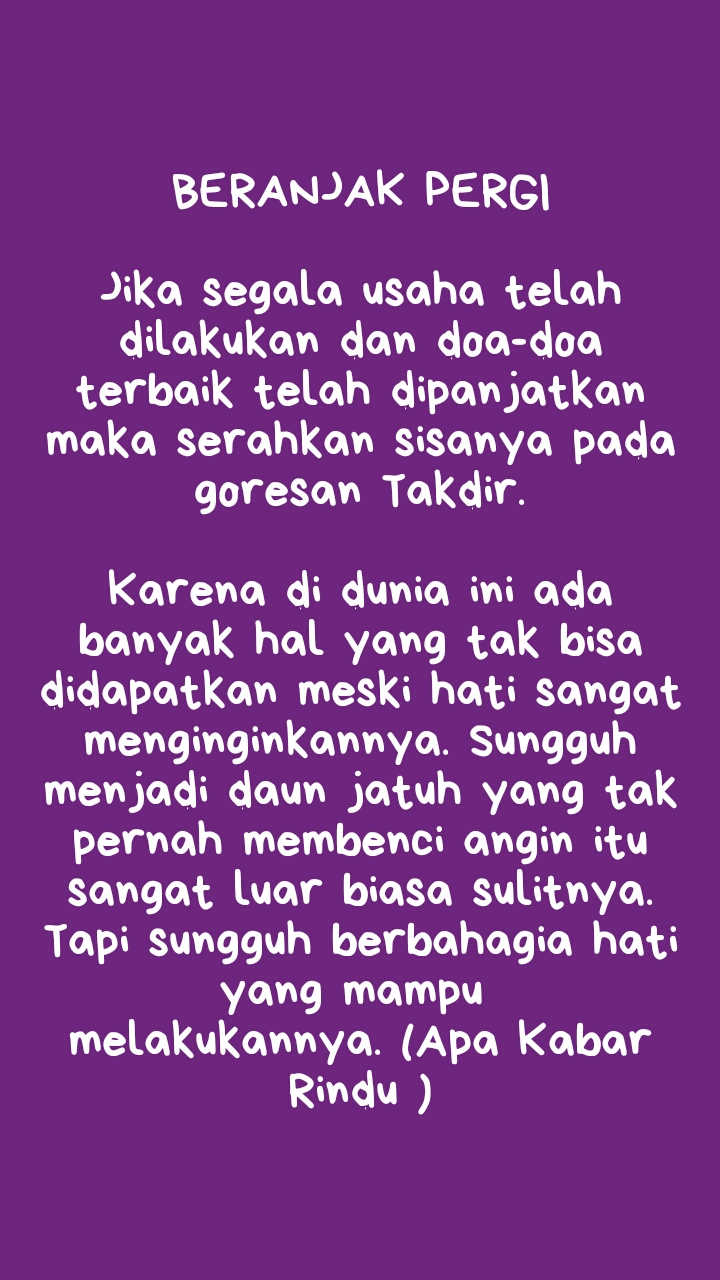 BERANJAK PERGI
Jika segala usaha telah
dilakukan dan doa-doa
terbaik telah dipanjatkan
maka serahkan sisanya pada
goresan Takdir.
Karena di dunia ini ada
banyak hal yang tak bisa
didapatkan meski hati sangat
menginginkannya. Sungguh
menjadi daun jatuh yang tak
pernah membenci angin itu
sangat luar biasa sulitnya.
Tapi sungguh berbahagia hati
yang mampu
melakukannya. (Apa Kabar
Rindu )